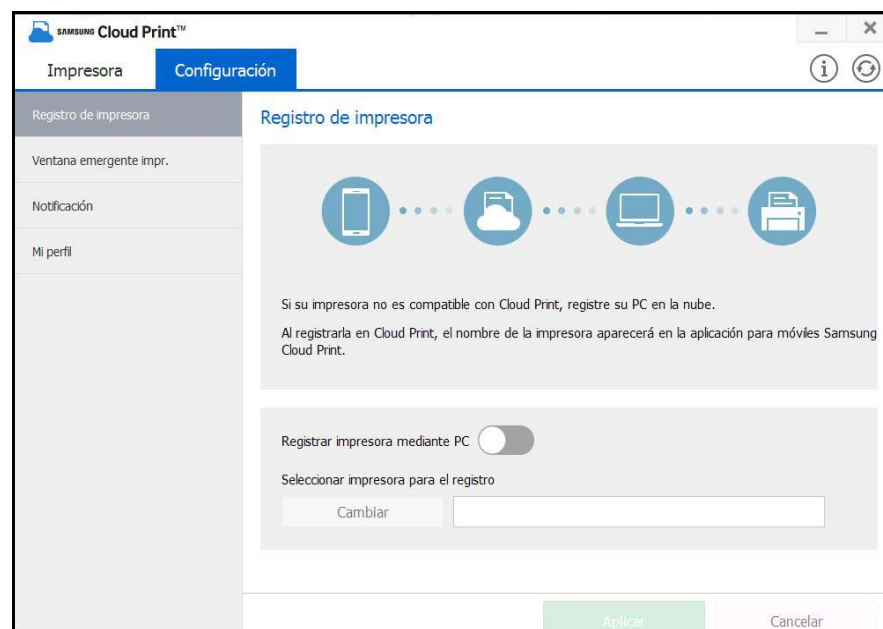 SAMSUNG Cloud Print™
Impresora
Configuración
Registro de impresora
Ventana emergente impr.
Notificación
Mi perfil
Registro de impresora
Si su impresora no es compatible con Cloud Print, registre su PC en la nube.
Al registrarla en Cloud Print, el nombre de la impresora aparecerá en la aplicación para móviles Samsung
Cloud Print.
Registrar impresora mediante PC
Seleccionar impresora para el registro
Cambiar
Aplicar
Cancelar